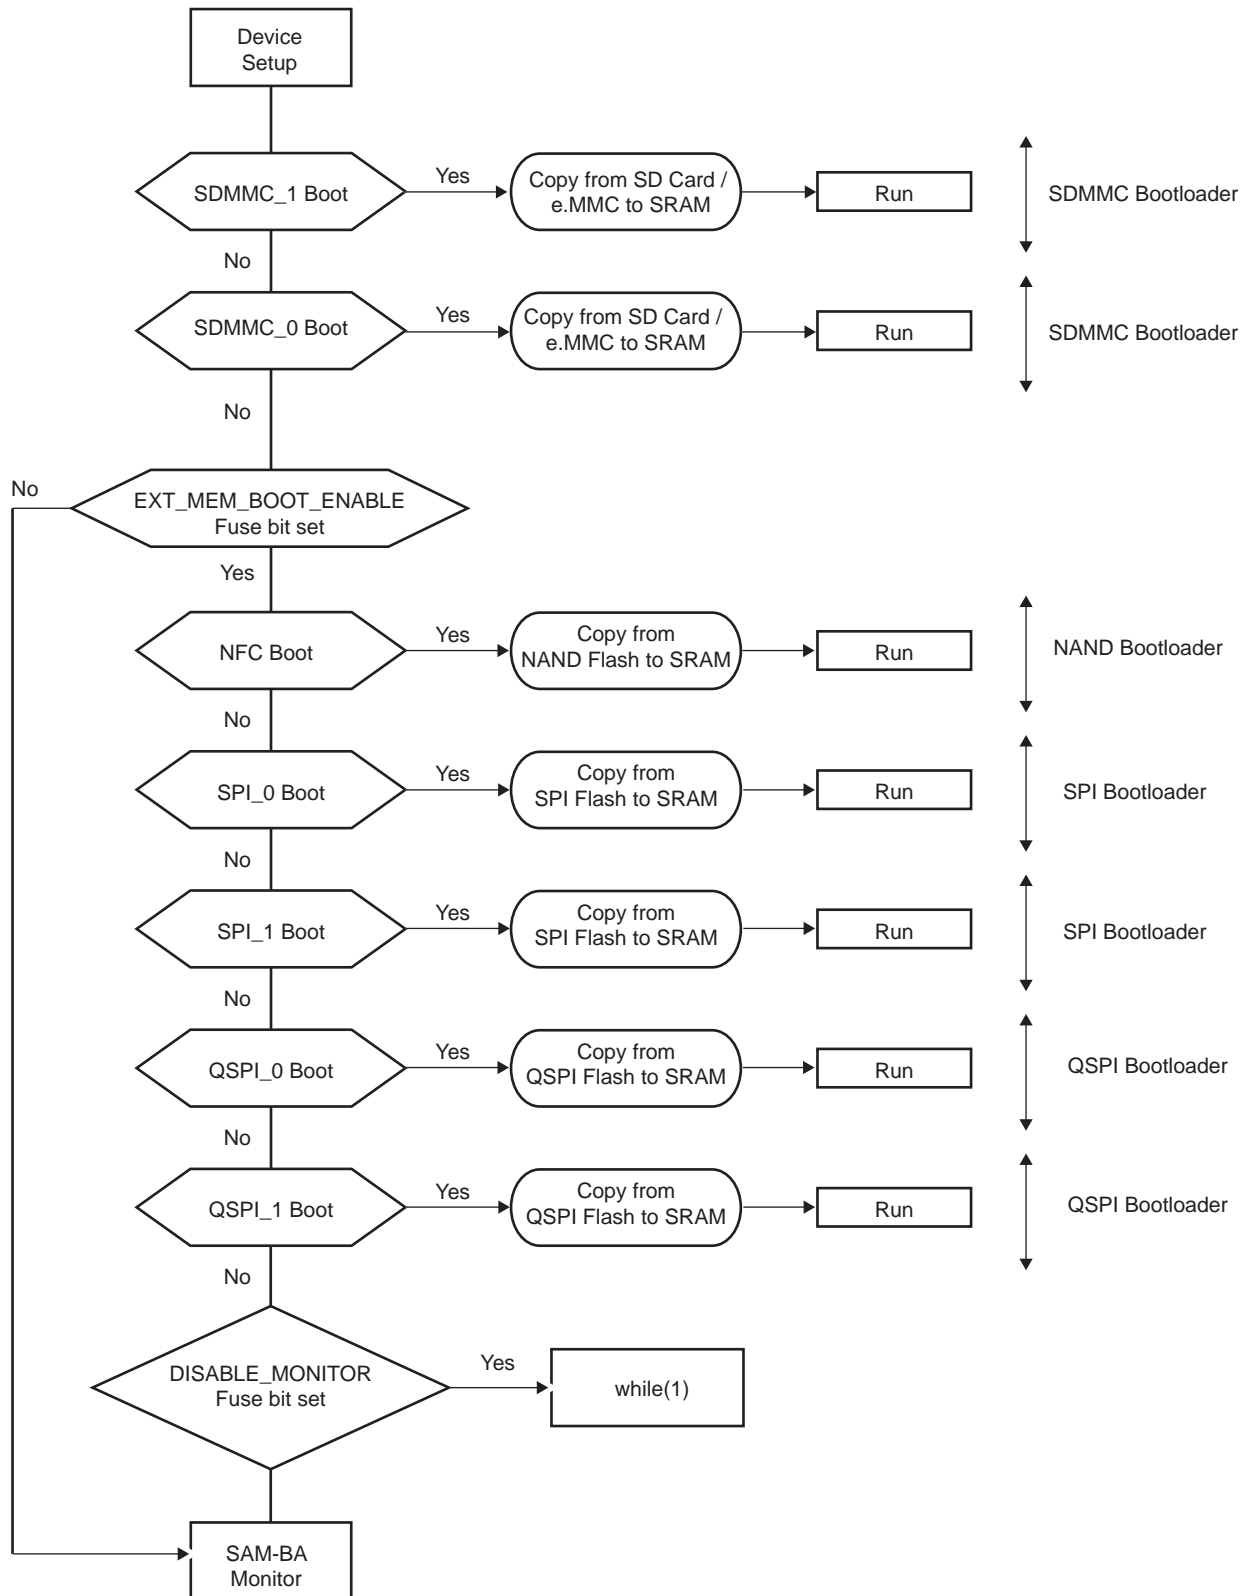 Device
Setup
SDMMC_1 Boot
Yes
Copy from SD Card /
e.MMC to SRAM
Run
SDMMC Bootloader
No
SDMMC_0 Boot
Yes
Copy from SD Card /
e.MMC to SRAM
Run
SDMMC Bootloader
No
No
EXT_MEM_BOOT_ENABLE
Fuse bit set
Yes
NFC Boot
Yes
Copy from
NAND Flash to SRAM
Run
NAND Bootloader
No
SPI_0 Boot
Yes
Copy from
SPI Flash to SRAM
Run
SPI Bootloader
No
SPI_1 Boot
Yes
Copy from
SPI Flash to SRAM
Run
SPI Bootloader
No
QSPI_0 Boot
Yes
Copy from
QSPI Flash to SRAM
Run
QSPI Bootloader
No
QSPI_1 Boot
Yes
Copy from
QSPI Flash to SRAM
Run
QSPI Bootloader
No
DISABLE_MONITOR
Fuse bit set
Yes
while(1)
SAM-BA
Monitor